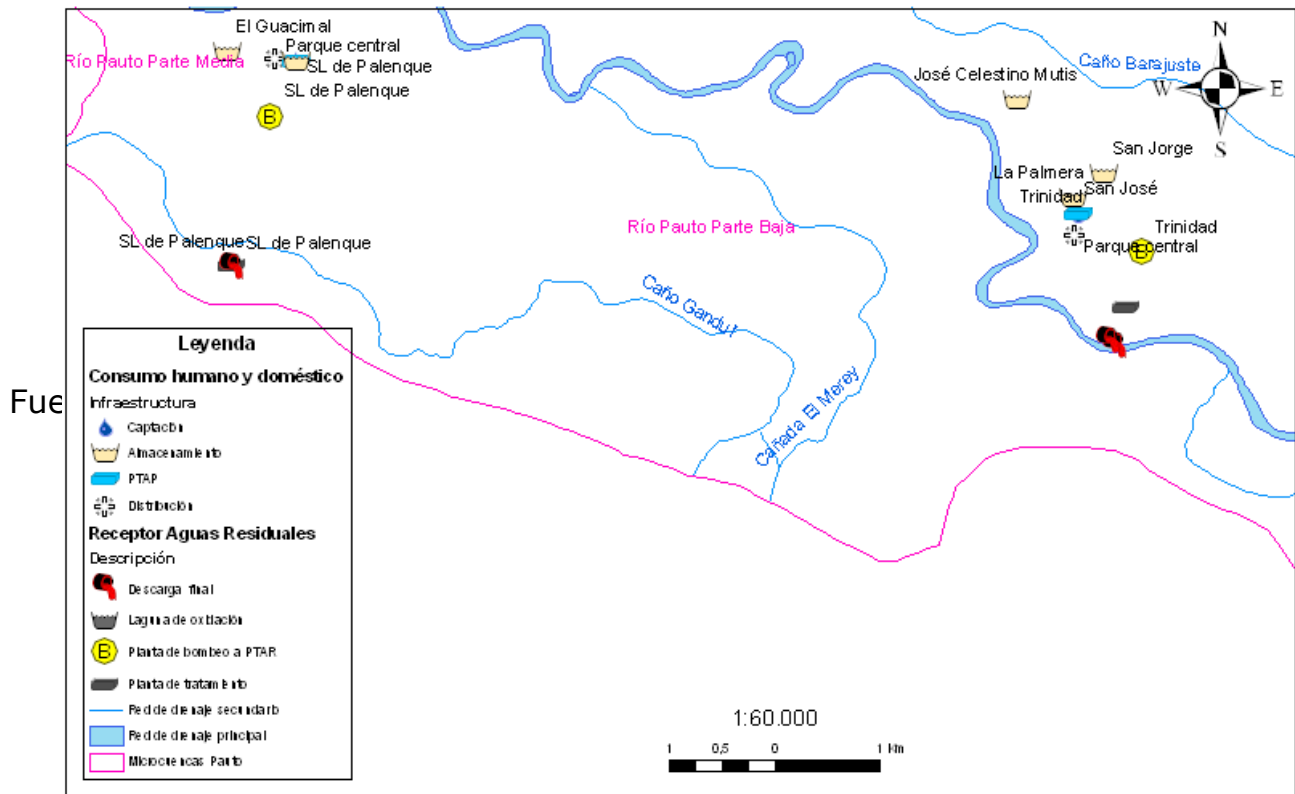 El Guacimal
Parque central
Río Pauto Parte Media
SL de Palenque
SL de Palenque
B
José Celestino Mutis
Caño Barajuste
N
W
E
S
San Jorge
La Palmera
San José
Trinidad
Trinidad
Parque central
B
Río Pauto Parte Baja
SL de Palenque
SL de Palenque
Caño Gandul
Cañada El Merey
Fue
Leyenda
Consumo humano y doméstico
Infraestructura
Captación
Almacenamiento
PTAP
Distribución
Receptor Aguas Residuales
Descripción
Descarga final
Laguna de oxidación
B
Planta de bombeo a PTAR
Planta de tratamiento
Red de drenaje secundario
Red de drenaje principal
Microcuencas Pauto
1:60.000
1 0,5 0 1 Km